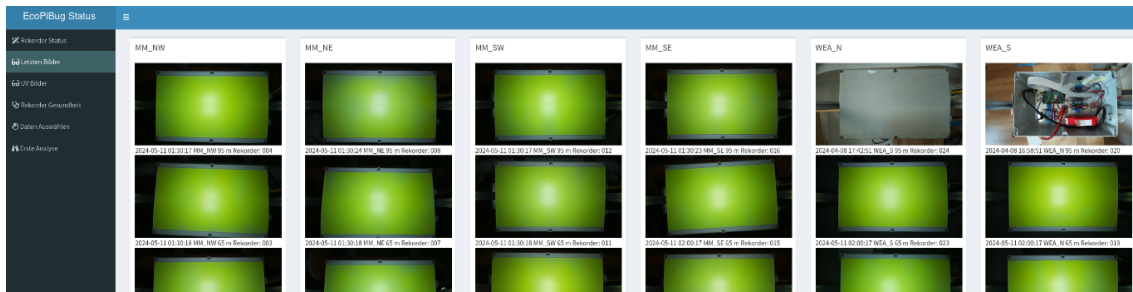 EcoPiBug Status
Rekorder Status
Letzten Bilder
UV Bilder
Rekorder Gesundheit
Daten Auswählen
Erste Analyse
MM_NW
MM_NE
MM_SW
MM_SE
WEA_N
WEA_S
2024-05-11 01:30:17 MM_NW 95 m Rekorder: 004
2024-05-11 01:30:24 MM_NE 95 m Rekorder: 008
2024-05-11 01:30:17 MM_SW 95 m Rekorder: 012
2024-05-11 01:30:23 MM_SE 95 m Rekorder: 016
2024-04-08 17:42:51 WEA_S 95 m Rekorder: 024
2024-04-09 16:58:51 WEA_N 95 m Rekorder: 020
2024-05-11 01:30:18 MM_NW 65 m Rekorder: 003
2024-05-11 01:30:18 MM_NE 65 m Rekorder: 007
2024-05-11 01:30:18 MM_SW 65 m Rekorder: 011
2024-05-11 02:00:17 MM_SE 65 m Rekorder: 015
2024-05-11 02:00:17 WEA_S 65 m Rekorder: 023
2024-05-11 02:00:17 WEA_N 65 m Rekorder: 019